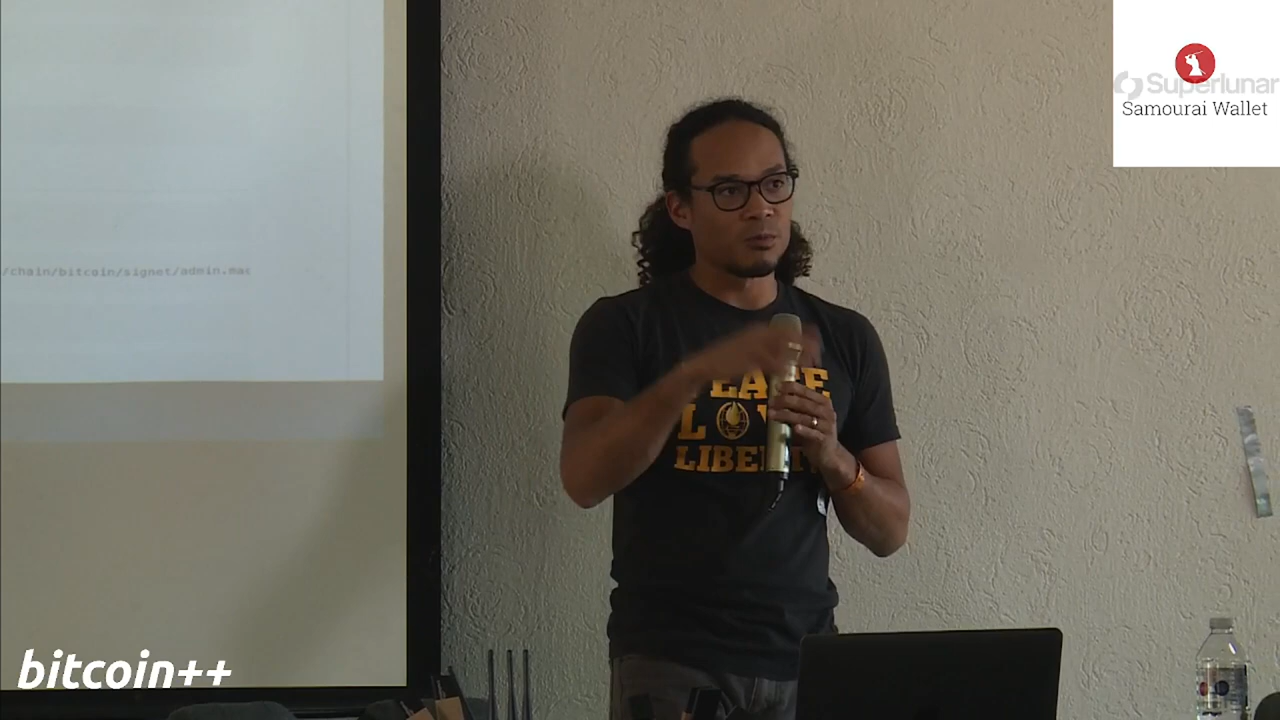 Superlunar
Samourai Wallet
/chain/bitcoin/signet/admin.mac
LIBERTY
bitcoin++